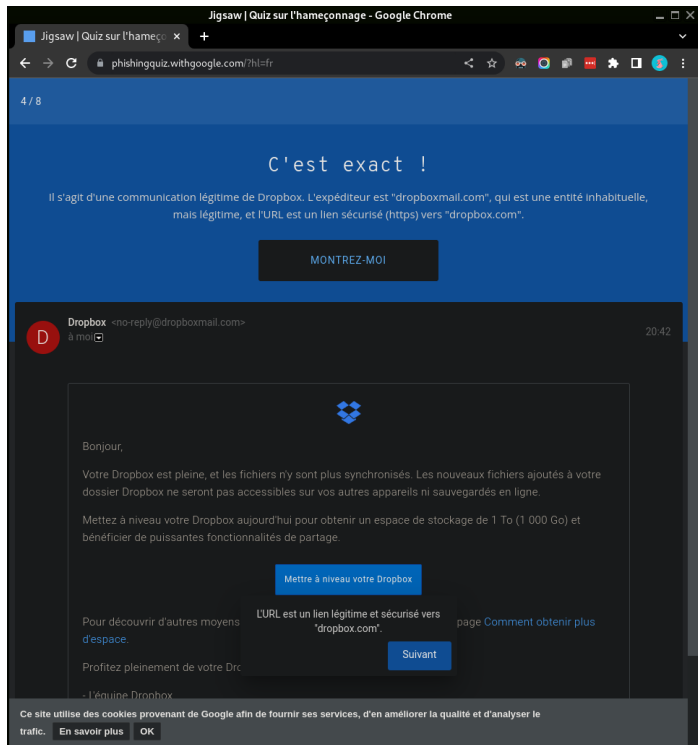 Jigsaw | Quiz sur l'hameçonnage - Google Chrome
Jigsaw | Quiz sur l'hameço
phishingquiz.withgoogle.com/?hl=fr
4 / 8
C'est exact !
Il s'agit d'une communication légitime de Dropbox. L'expéditeur est "dropboxmail.com", qui est une entité inhabituelle,
mais légitime, et l'URL est un lien sécurisé (https) vers "dropbox.com".
MONTREZ-MOI
D
Dropbox <no-reply@dropboxmail.com>
20:42
à moi
Bonjour,
Votre Dropbox est pleine, et les fichiers n'y sont plus synchronisés. Les nouveaux fichiers ajoutés à votre
dossier Dropbox ne seront pas accessibles sur vos autres appareils ni sauvegardés en ligne.
Mettez à niveau votre Dropbox aujourd'hui pour obtenir un espace de stockage de 1 To (1 000 Go) et
bénéficier de puissantes fonctionnalités de partage.
Mettre à niveau votre Dropbox
Pour découvrir d'autres moyens page Comment obtenir plus
d'espace.
L'URL est un lien légitime et sécurisé vers
"dropbox.com".
Suivant
Profitez pleinement de votre Dro
- L'équipe Dropbox
Ce site utilise des cookies provenant de Google afin de fournir ses services, d'en améliorer la qualité et d'analyser le
trafic. En savoir plus OK